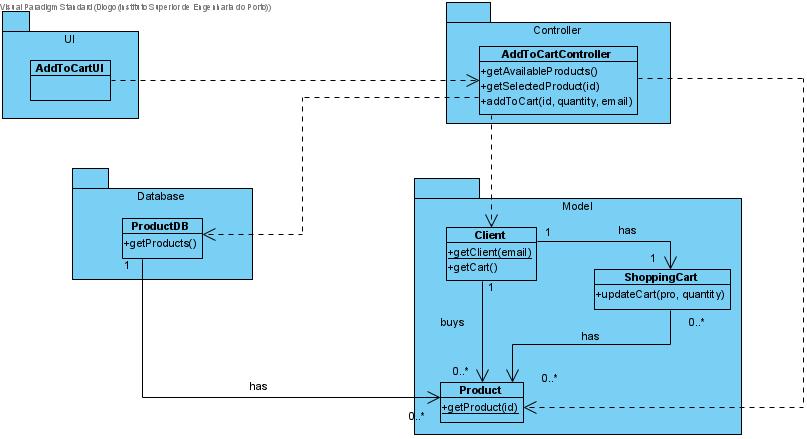 Visual Paradigm Standard (Diogo (Instituto Superior de Engenharia do Porto))
UI
AddToCartUI
Controller
AddToCartController
+getAvailableProducts()
+getSelectedProduct(id)
+addToCart(id, quantity, email)
Database
ProductDB
+getProducts()
1
Model
Client
+getClient(email)
+getCart()
1
has
1
ShoppingCart
+updateCart(pro, quantity)
1
buys
0..*
0..*
has
0..*
has
0..*
Product
+getProduct(id)